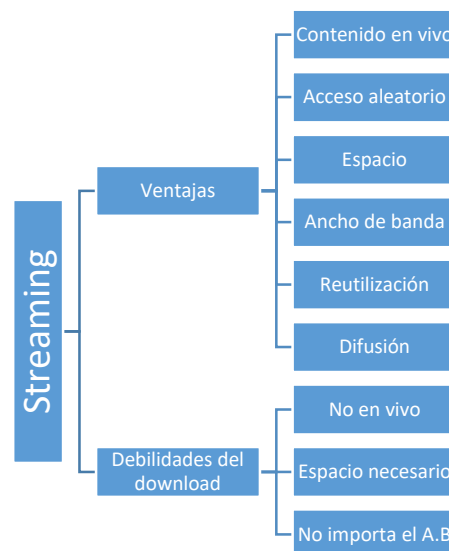 Streaming
Ventajas
Contenido en vivo
Acceso aleatorio
Espacio
Ancho de banda
Reutilización
Difusión
Debilidades del
download
No en vivo
Espacio necesario
No importa el A.B